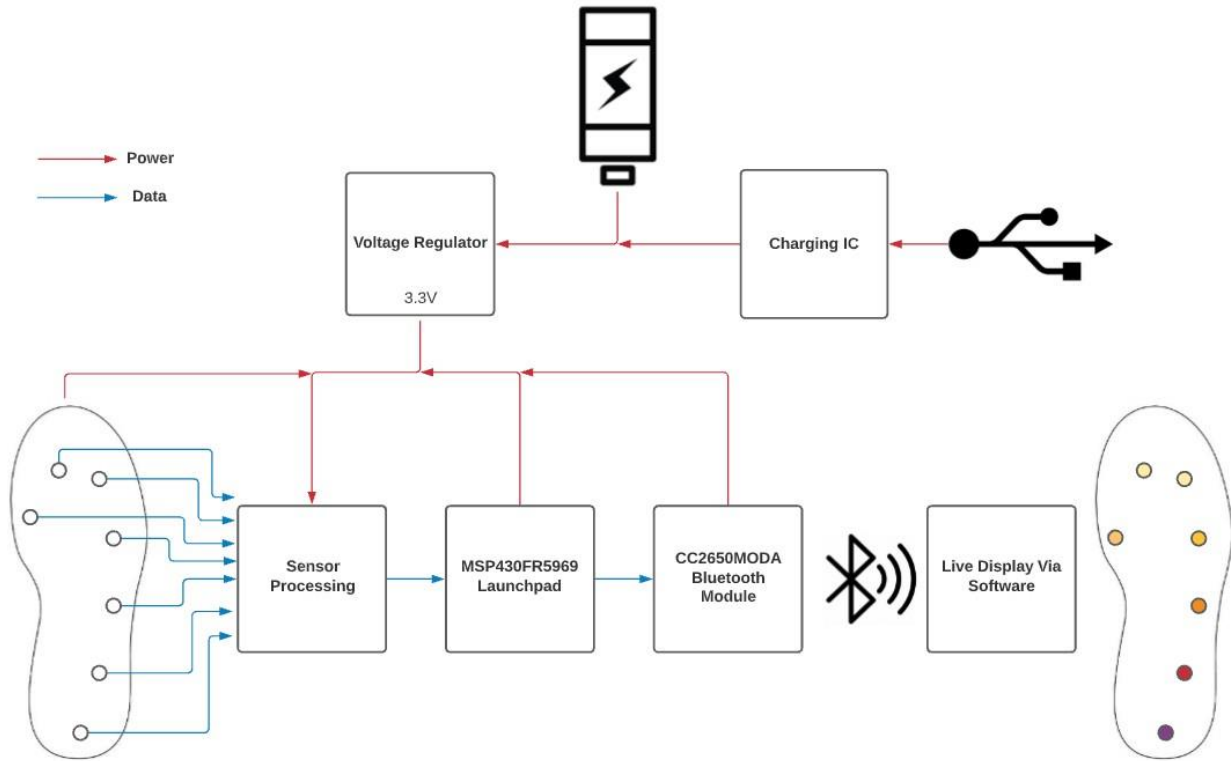 Power
Data
Voltage Regulator
3.3V
Charging IC
Sensor
Processing
MSP430FR5969
Launchpad
CC2650MODA
Bluetooth
Module
Live Display Via
Software